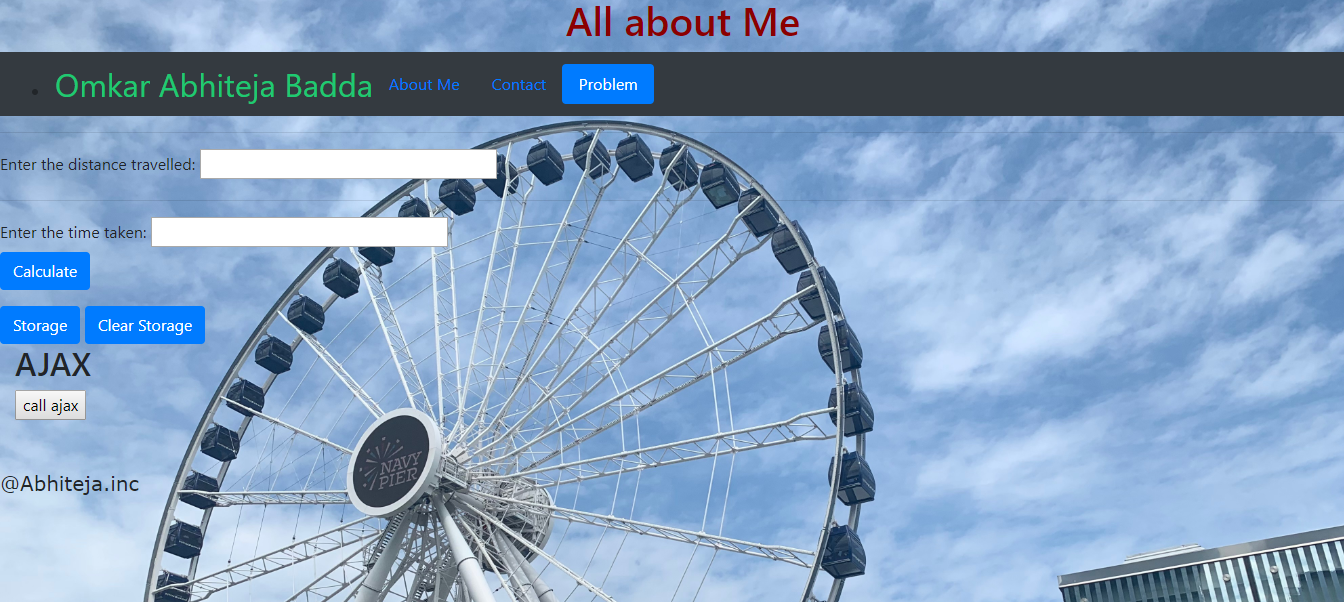 All about Me
Omkar Abhiteja Badda About Me Contact Problem
Enter the distance travelled:
Enter the time taken:
Calculate
Storage Clear Storage
AJAX
call ajax
NAVY
PIER
@Abhiteja.inc